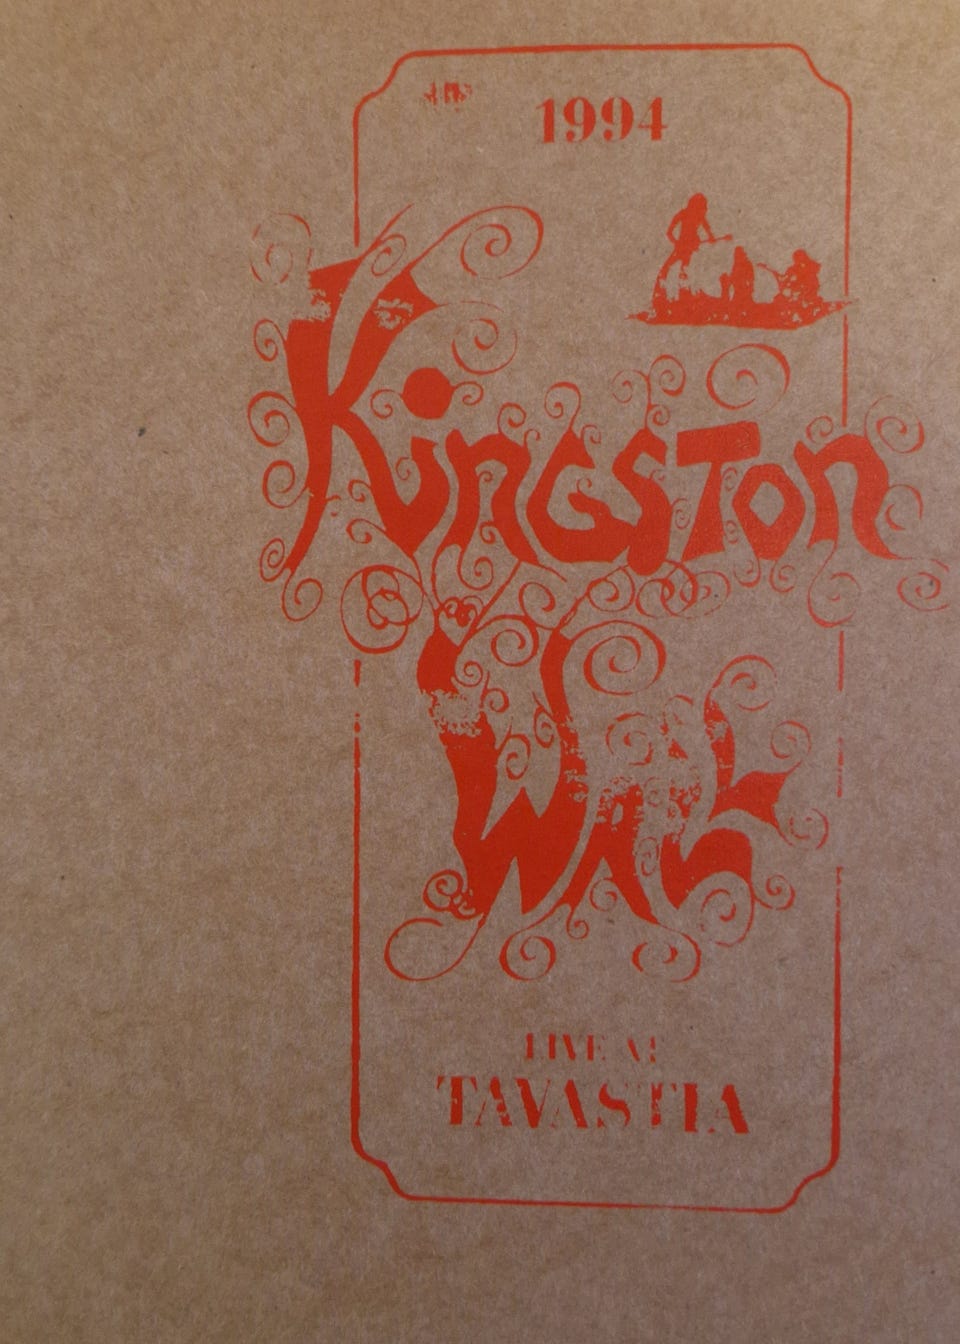 1994
Kingston
Wall
LIVE AT
TAVASTIA